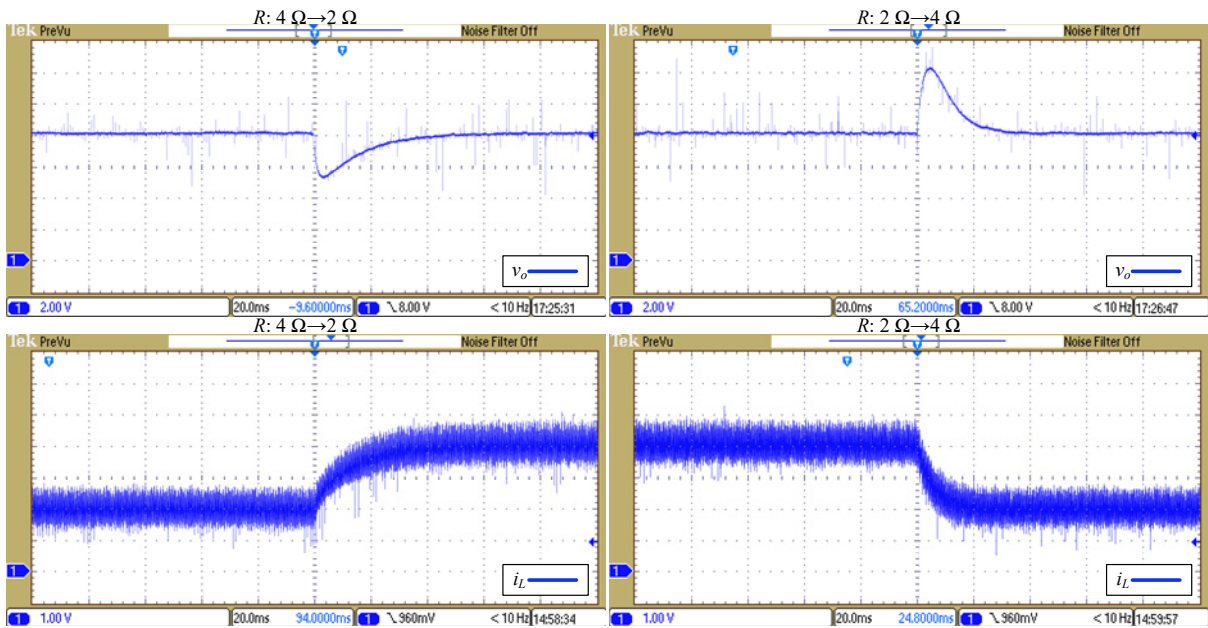 R: 4 Ω→2 Ω
Tek PreVu
Noise Filter Off
1
v_o
1 2.00 V
20.0ms -9.60000ms
1 8.00 V
< 10 Hz 17:25:31
R: 2 Ω→4 Ω
Tek PreVu
Noise Filter Off
1
v_o
1 2.00 V
20.0ms 65.2000ms
1 8.00 V
< 10 Hz 17:26:47
R: 4 Ω→2 Ω
Tek PreVu
Noise Filter Off
1
i_L
1 1.00 V
20.0ms 94.0000ms
1 960mV
< 10 Hz 14:58:34
R: 2 Ω→4 Ω
Tek PreVu
Noise Filter Off
1
i_L
1 1.00 V
20.0ms 24.8000ms
1 960mV
< 10 Hz 14:59:57